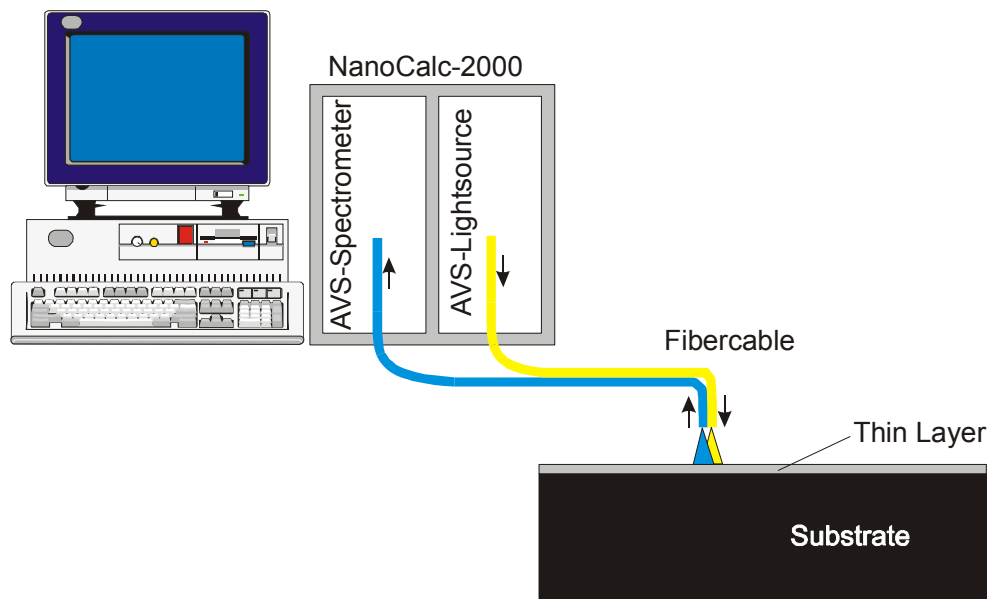 NanoCalc-2000
AVS-Spectrometer
AVS-Lightsource
Fibercable
Thin Layer
Substrate